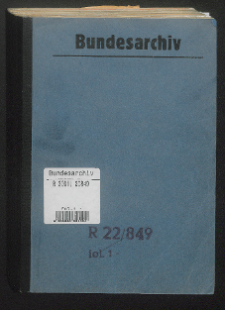 Bundesarchiv
Bundesarchiv
R 22/849
fol. 1-